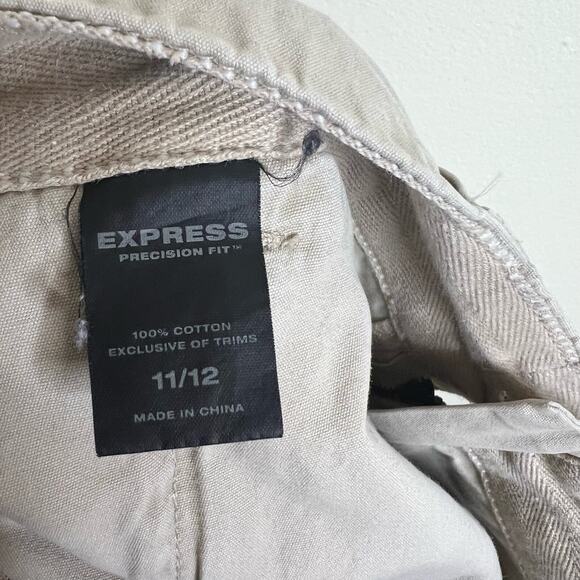 EXPRESS
PRECISION FIT™
100% COTTON
EXCLUSIVE OF TRIMS
11/12
MADE IN CHINA